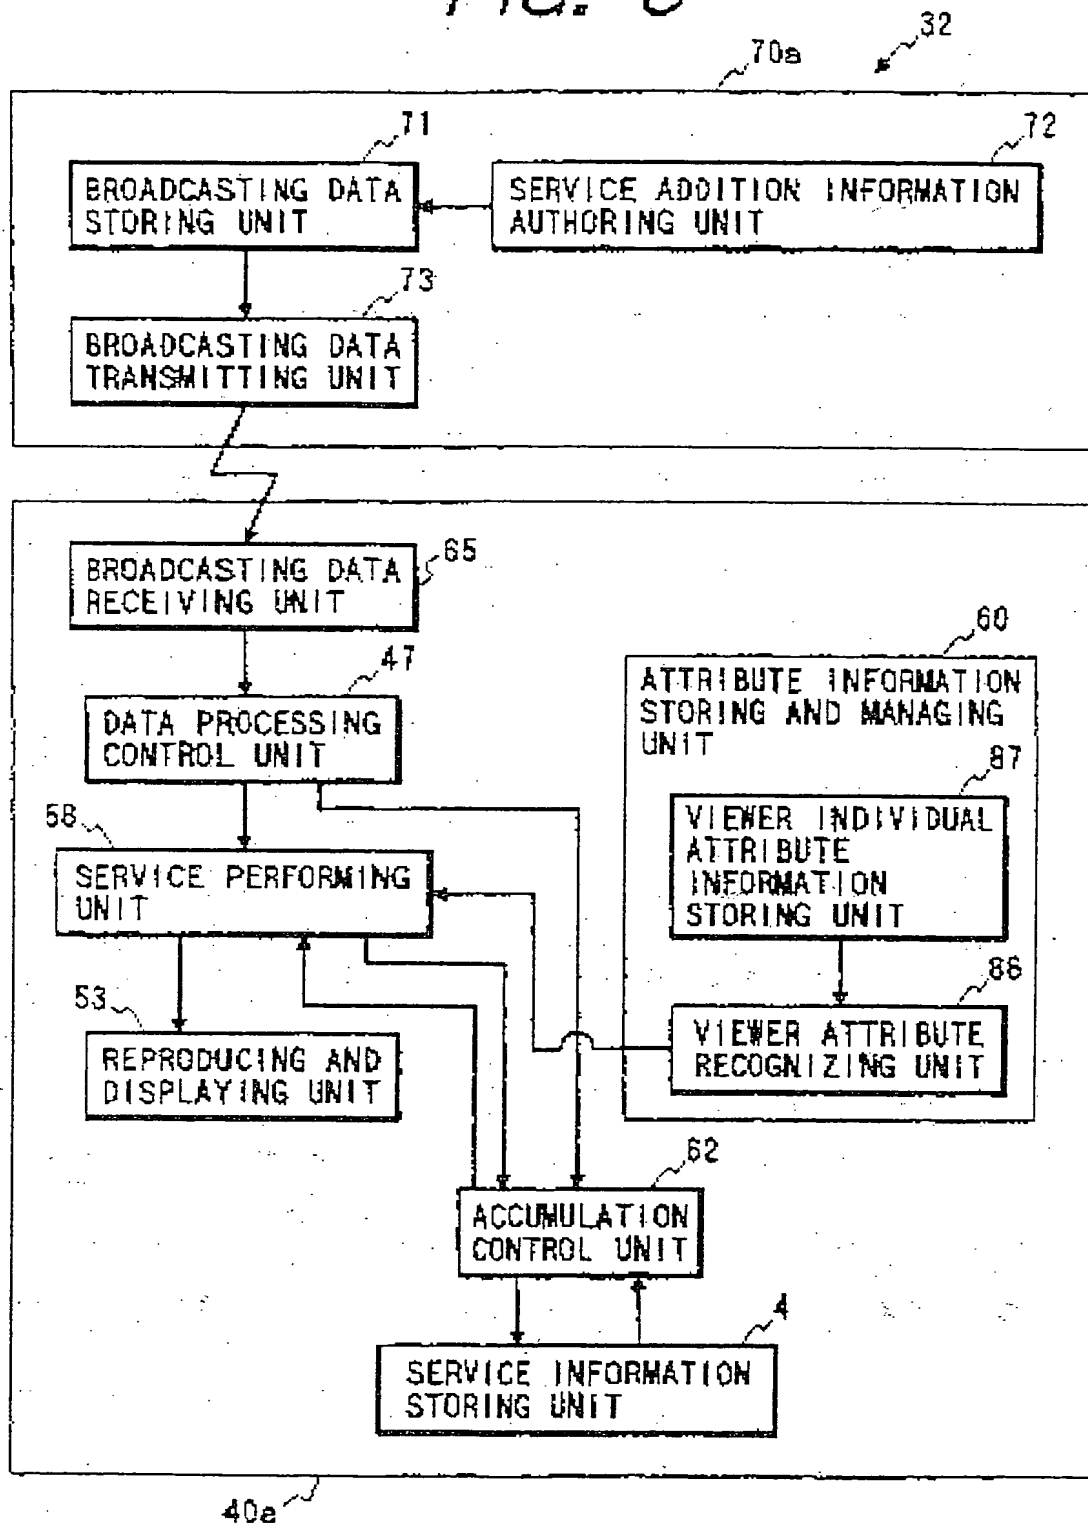 32
70a
71
72
BROADCASTING DATA
STORING UNIT
SERVICE ADDITION INFORMATION
AUTHORING UNIT
73
BROADCASTING DATA
TRANSMITTING UNIT
BROADCASTING DATA
RECEIVING UNIT
65
47
DATA PROCESSING
CONTROL UNIT
60
ATTRIBUTE INFORMATION
STORING AND MANAGING
UNIT
87
VIEWER INDIVIDUAL
ATTRIBUTE
INFORMATION
STORING UNIT
58
SERVICE PERFORMING
UNIT
88
VIEWER ATTRIBUTE
RECOGNIZING UNIT
53
REPRODUCING AND
DISPLAYING UNIT
62
ACCUMULATION
CONTROL UNIT
4
SERVICE INFORMATION
STORING UNIT